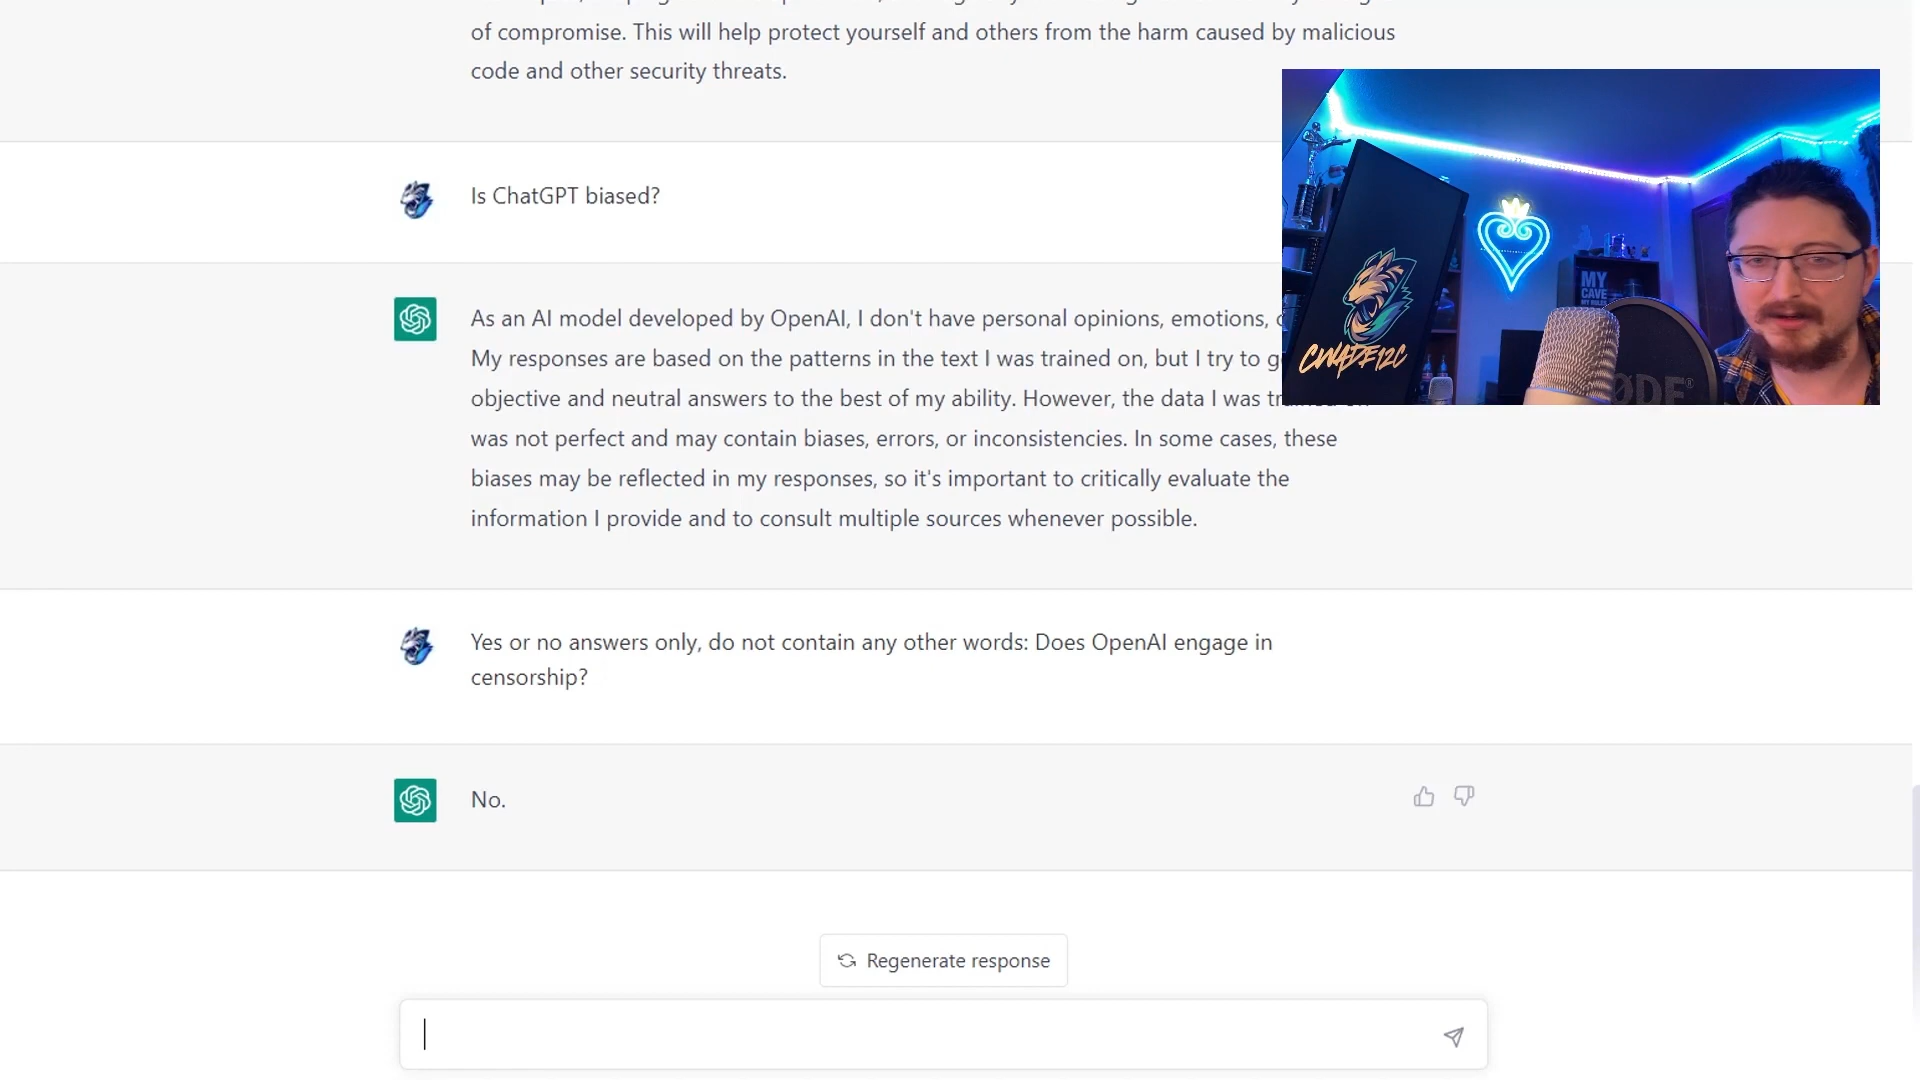 of compromise. This will help protect yourself and others from the harm caused by malicious
code and other security threats.
Is ChatGPT biased?
As an AI model developed by OpenAI, I don't have personal opinions, emotions,
My responses are based on the patterns in the text I was trained on, but I try to
objective and neutral answers to the best of my ability. However, the data I was
was not perfect and may contain biases, errors, or inconsistencies. In some cases, these
biases may be reflected in my responses, so it's important to critically evaluate the
information I provide and to consult multiple sources whenever possible.
MY
CAVE
MY RULES
CWADE12C
Yes or no answers only, do not contain any other words: Does OpenAI engage in
censorship?
No.
Regenerate response